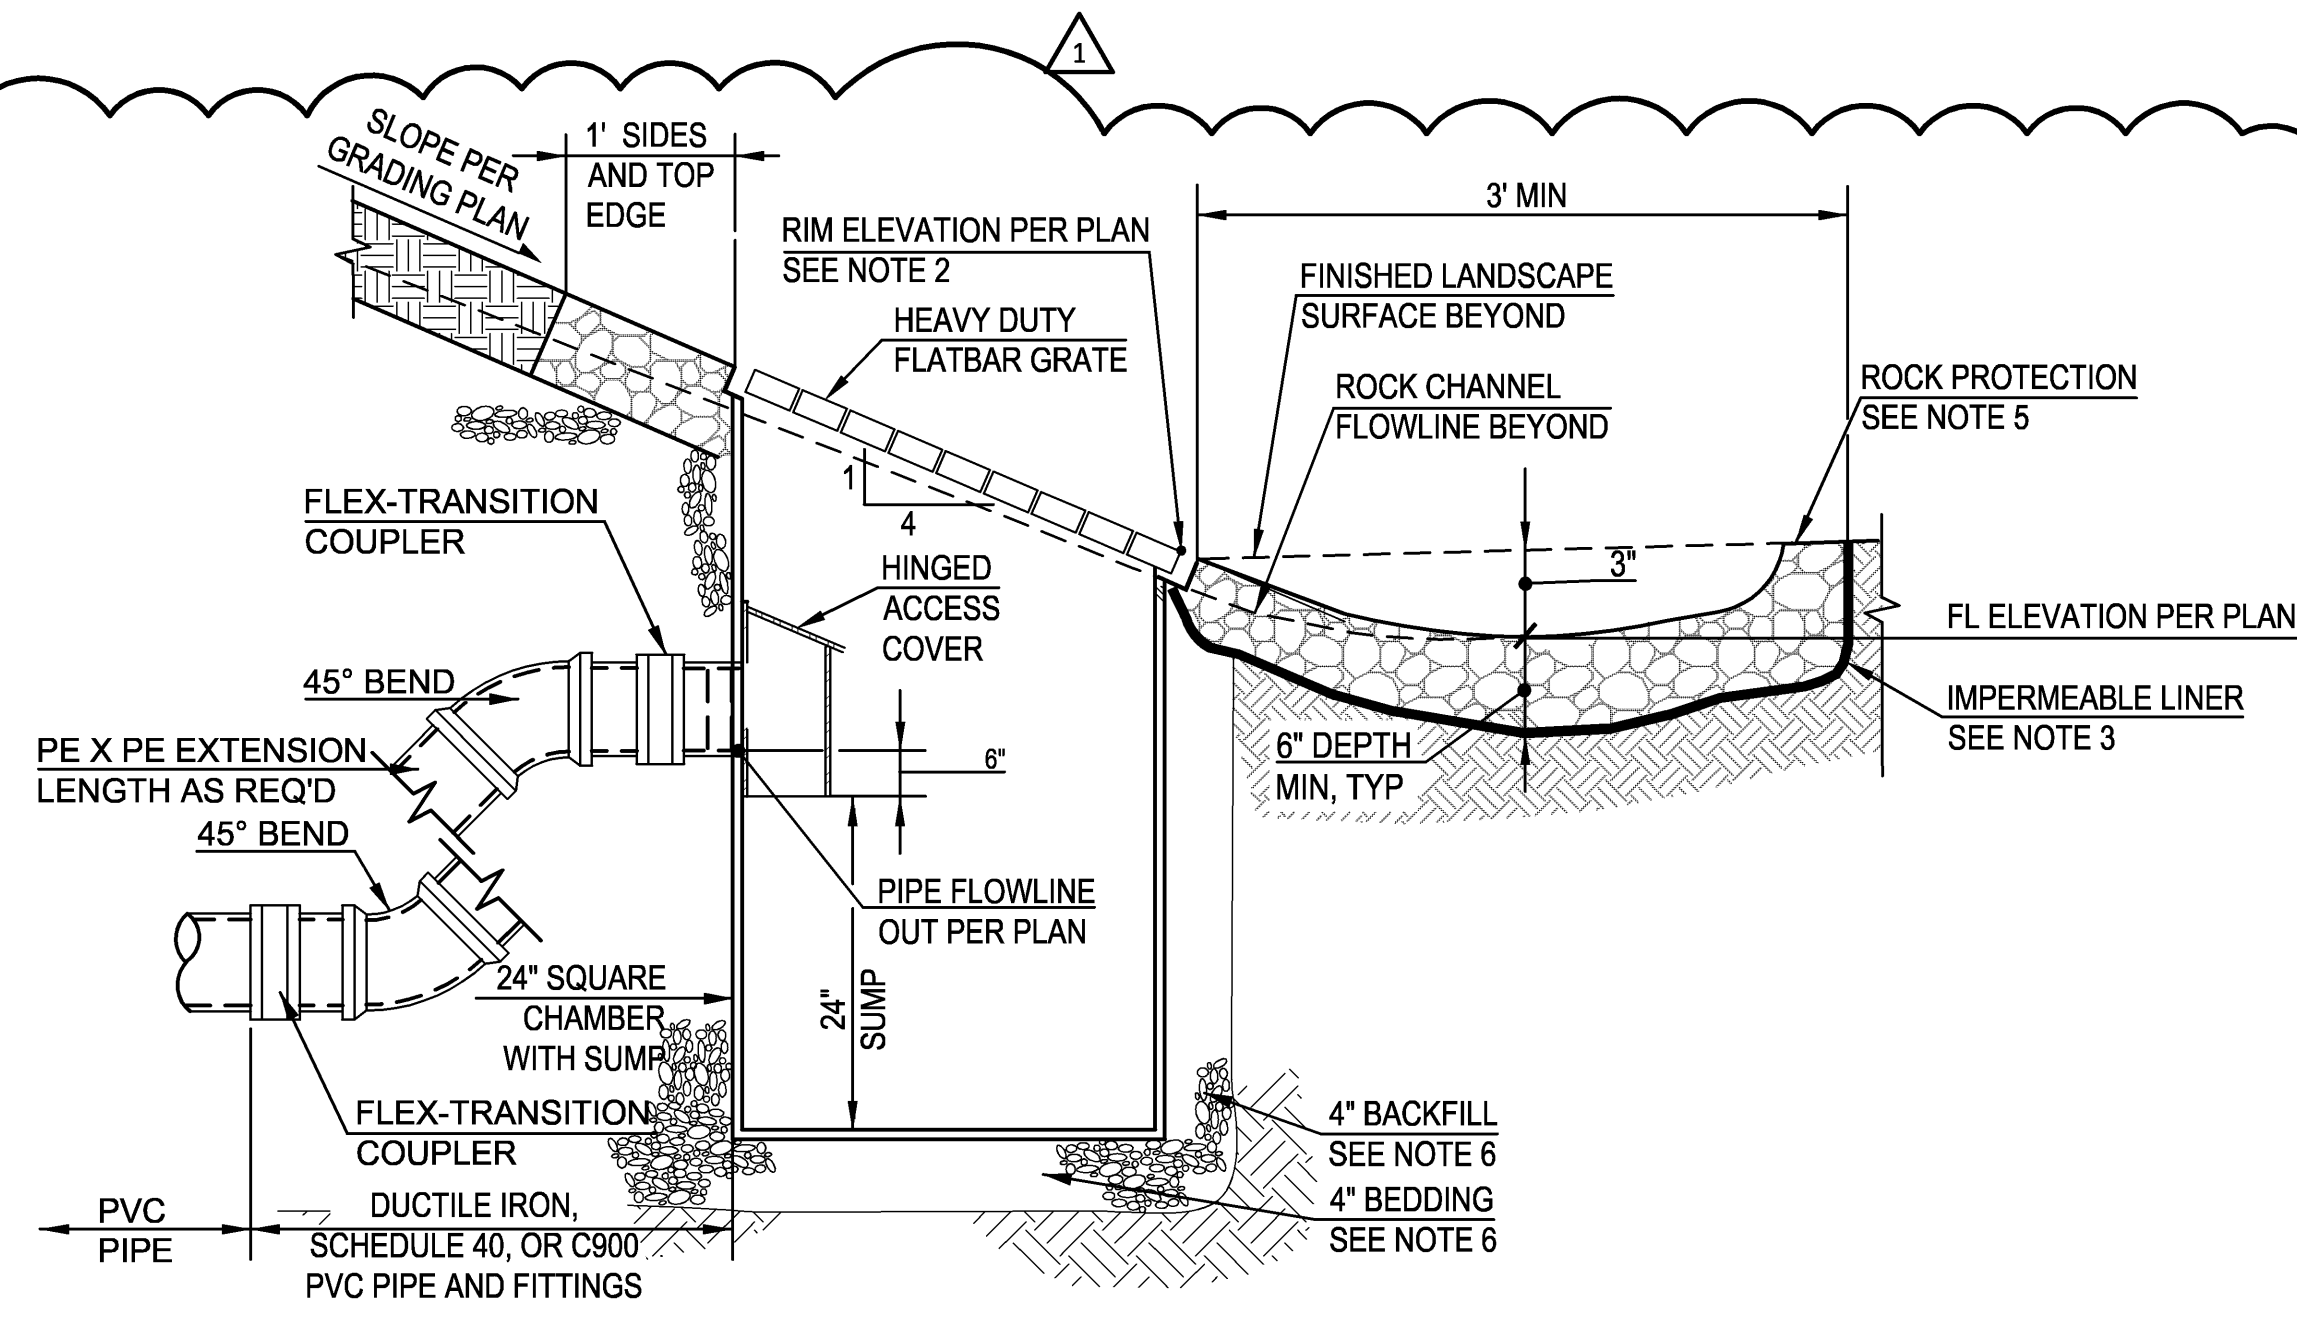 1
SLOPE PER
GRADING PLAN
1' SIDES
AND TOP
EDGE
RIM ELEVATION PER PLAN
SEE NOTE 2
HEAVY DUTY
FLATBAR GRATE
3' MIN
FINISHED LANDSCAPE
SURFACE BEYOND
ROCK CHANNEL
FLOWLINE BEYOND
ROCK PROTECTION
SEE NOTE 5
1
4
FLEX-TRANSITION
COUPLER
HINGED
ACCESS
COVER
3"
FL ELEVATION PER PLAN
45° BEND
IMPERMEABLE LINER
SEE NOTE 3
PE X PE EXTENSION
LENGTH AS REQ'D
6"
6" DEPTH
MIN, TYP
45° BEND
PIPE FLOWLINE
OUT PER PLAN
24" SQUARE
CHAMBER
WITH SUMP
24"
SUMP
FLEX-TRANSITION
COUPLER
4" BACKFILL
SEE NOTE 6
4" BEDDING
SEE NOTE 6
PVC
PIPE
DUCTILE IRON,
SCHEDULE 40, OR C900
PVC PIPE AND FITTINGS